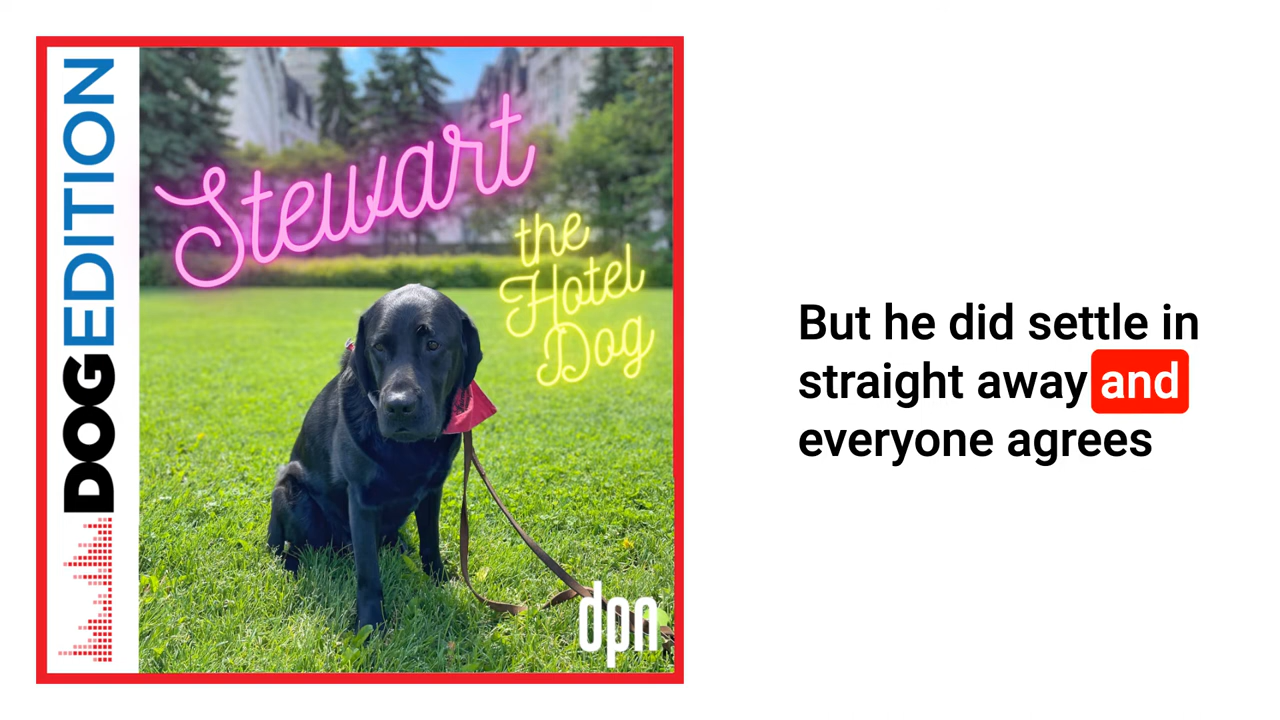 DOGEDITION
Stewart
the
Hotel
Dog
dpn
But he did settle in
straight away and
everyone agrees